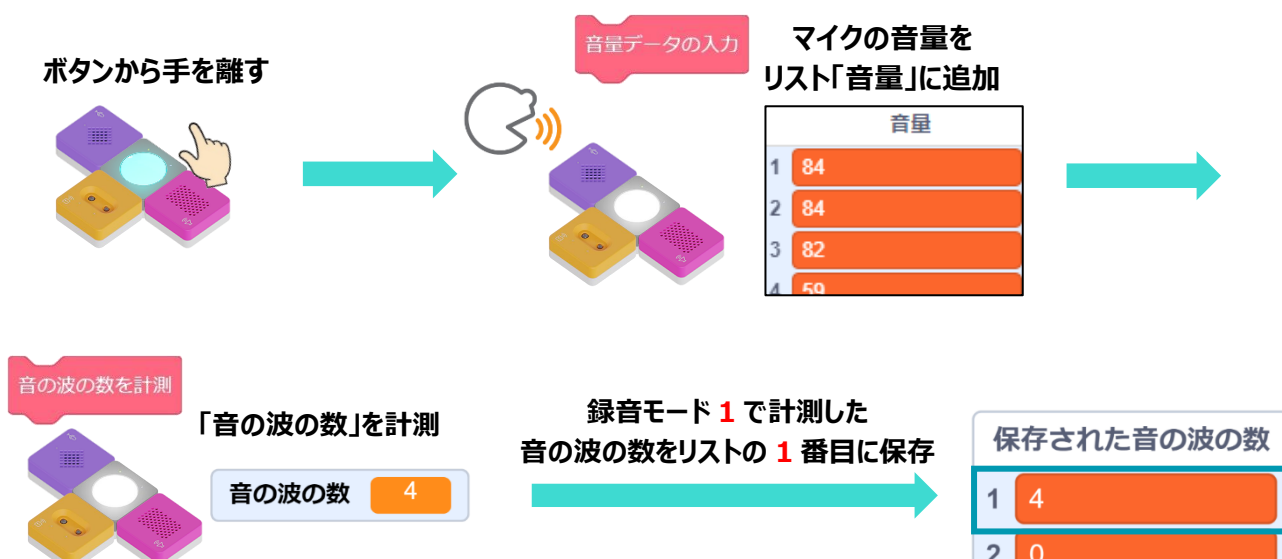 ボタンから手を離す
音量データの入力
マイクの音量を
リスト「音量」に追加
音量
1 84
2 84
3 82
4 59
音の波の数を計測
「音の波の数」を計測
音の波の数 4
録音モード 1 で計測した
音の波の数をリストの 1 番目に保存
保存された音の波の数
1 4
2 0